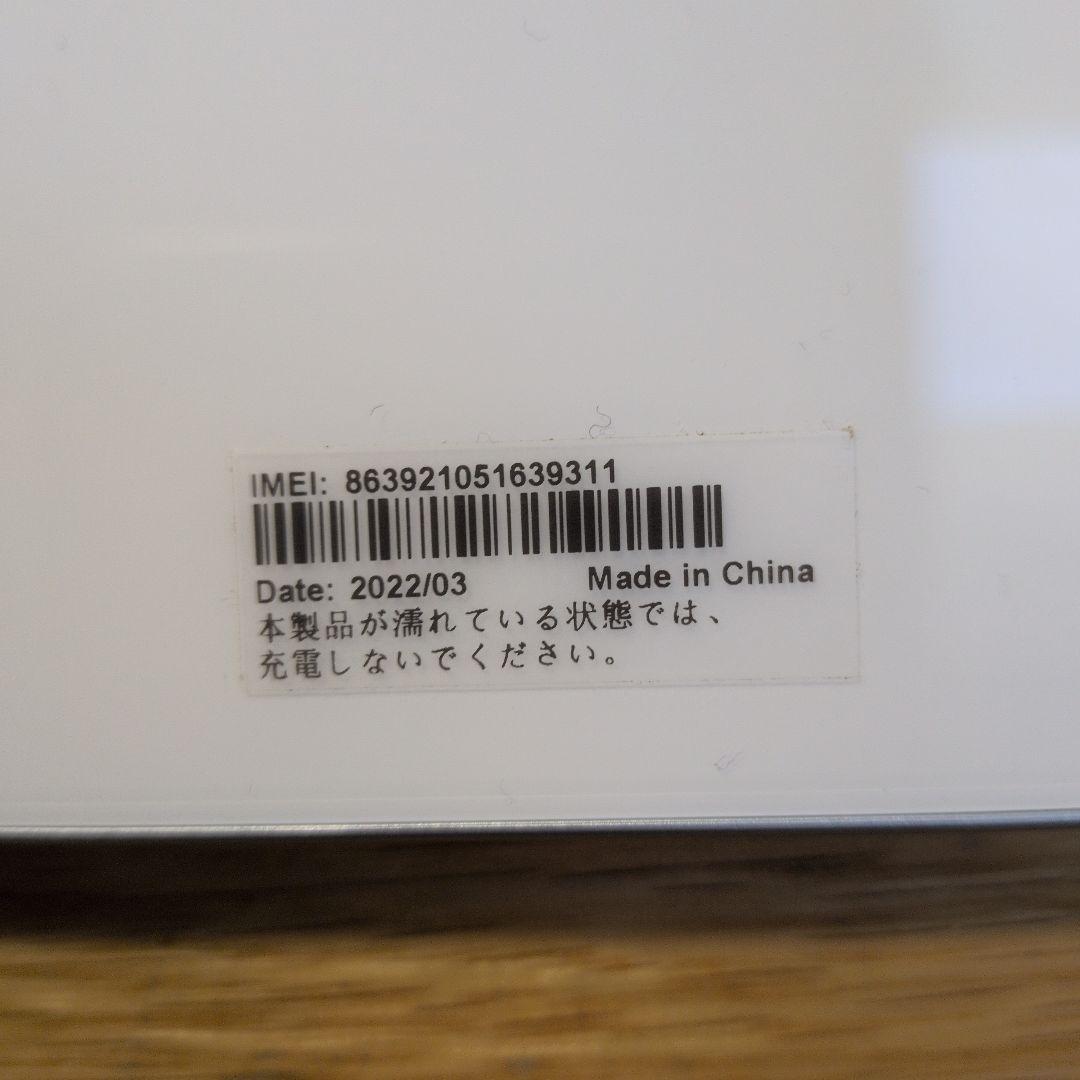 IMEI: 863921051639311
Date: 2022/03 Made in China
本製品が濡れている状態では、
充電しないでください。